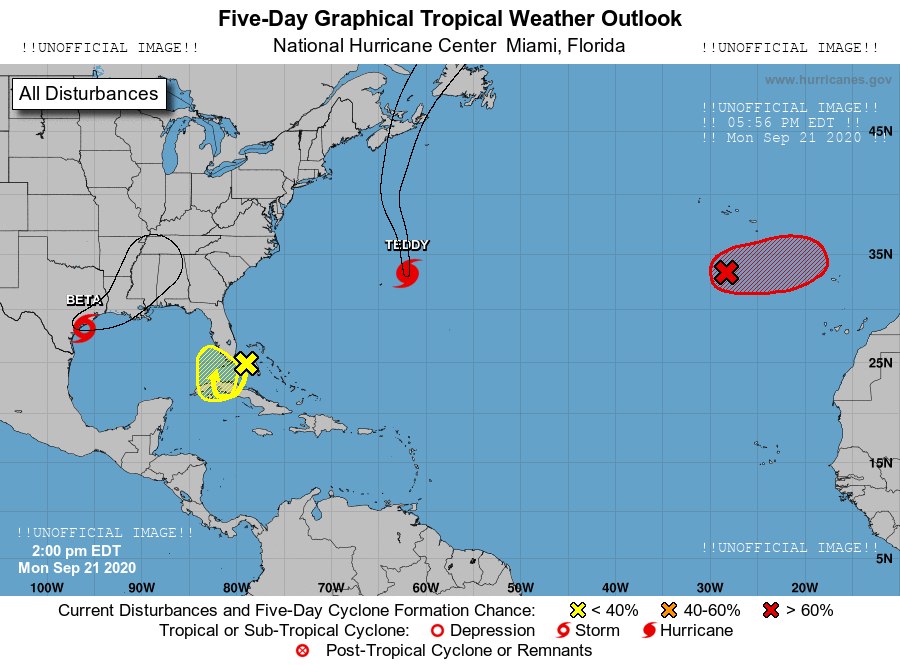 Five-Day Graphical Tropical Weather Outlook
!!UNOFFICIAL IMAGE!! National Hurricane Center  Miami, Florida !!UNOFFICIAL IMAGE!!
All Disturbances
www.hurricanes.gov
!!UNOFFICIAL IMAGE!!
!! 05:56 PM EDT !!
!! Mon Sep 21 2020 !!
45N
TEDDY
35N
BETA
25N
15N
!!UNOFFICIAL IMAGE!!
2:00 pm EDT
Mon Sep 21 2020
!!UNOFFICIAL IMAGE!!
5N
100W 90W 80W 70W 60W 50W 40W 30W 20W
Current Disturbances and Five-Day Cyclone Formation Chance: < 40% 40-60% > 60%
Tropical or Sub-Tropical Cyclone: Depression Storm Hurricane
Post-Tropical Cyclone or Remnants